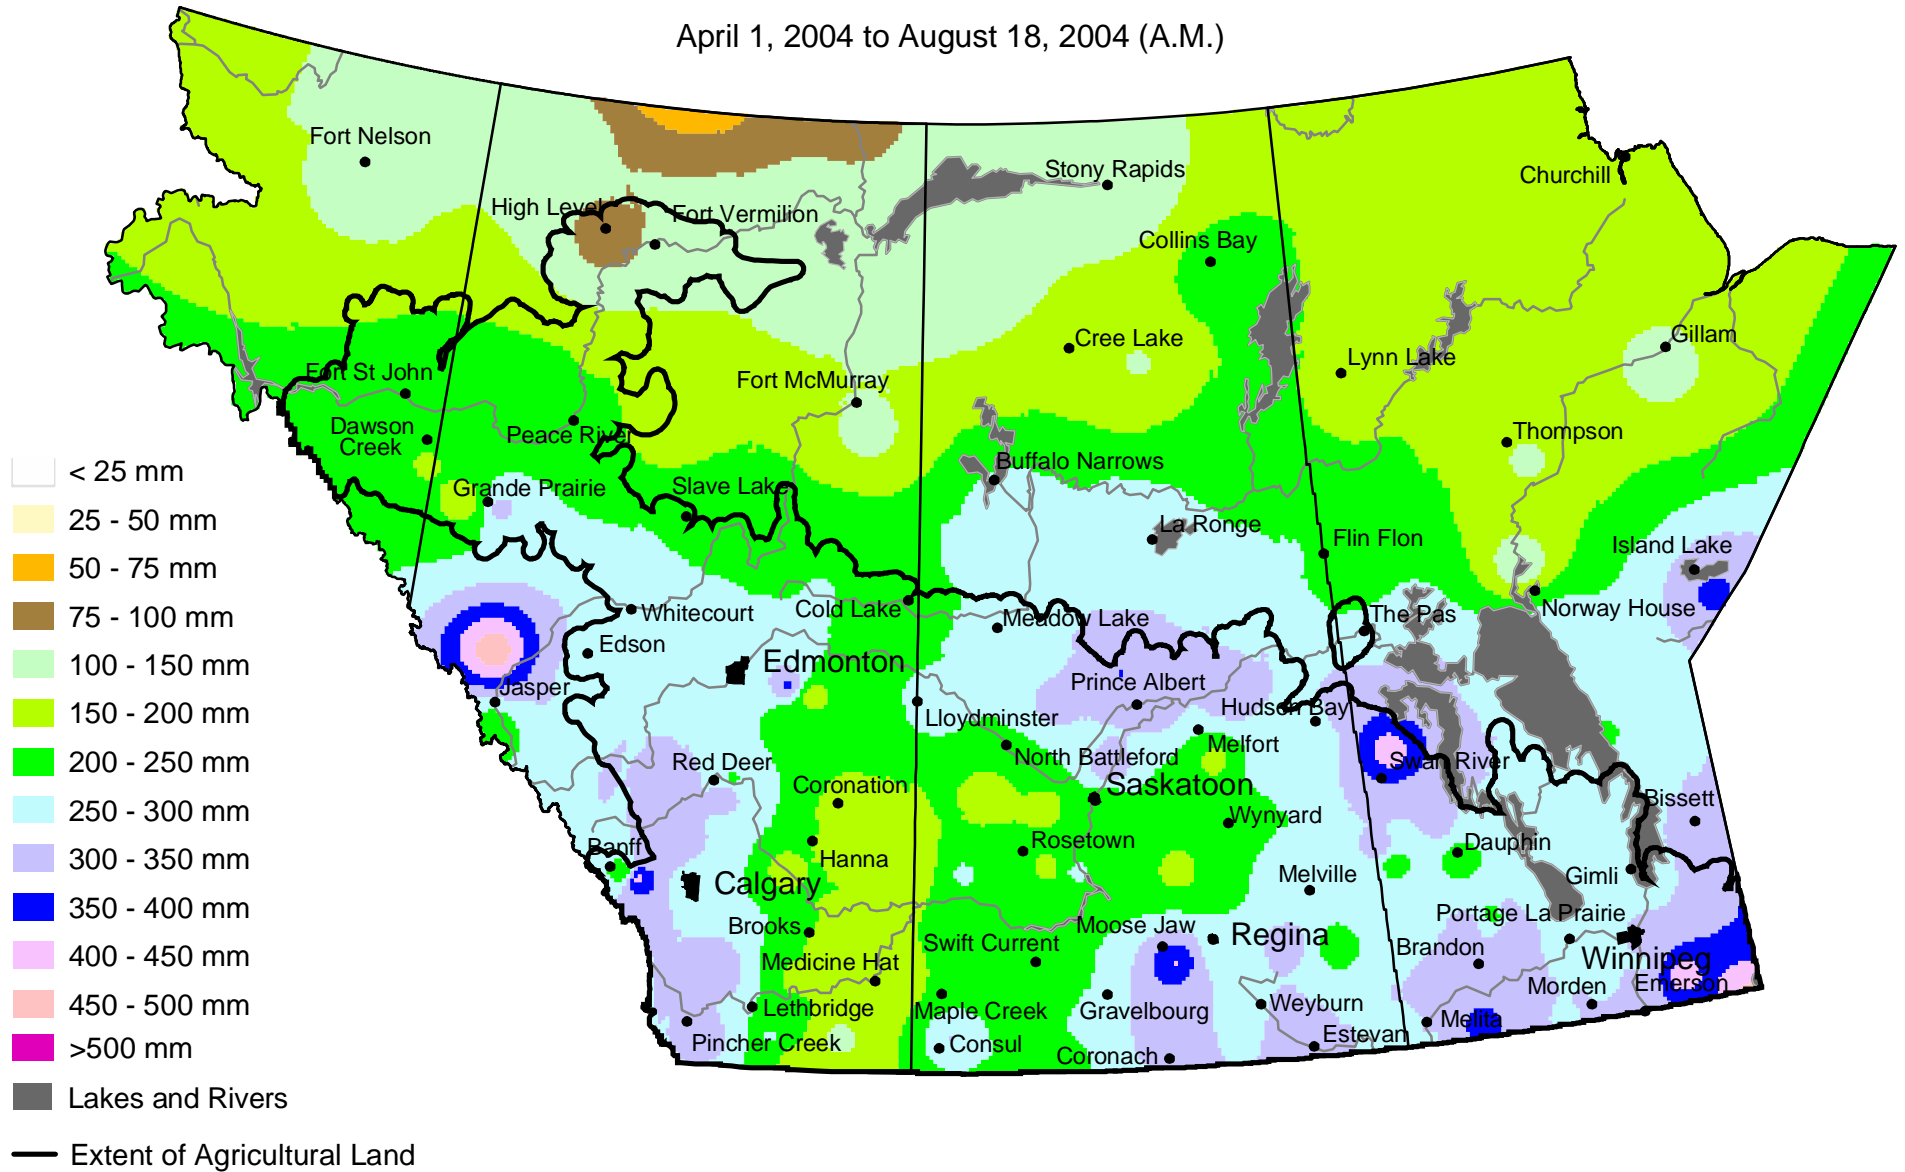 April 1, 2004 to August 18, 2004 (A.M.)
Fort Nelson
Stony Rapids
Churchill
High Level
Fort Vermilion
Collins Bay
Cree Lake
Gillam
Lynn Lake
Fort St John
Fort McMurray
Dawson
Creek
Peace River
Thompson
Buffalo Narrows
Grande Prairie
Slave Lake
La Ronge
Flin Flon
Island Lake
Whitecourt
Cold Lake
Meadow Lake
The Pas
Norway House
Edson
Edmonton
Jasper
Prince Albert
Lloydminster
Hudson Bay
North Battleford
Melfort
Red Deer
Swan River
Coronation
Saskatoon
Bissett
Wynyard
Rosetown
Dauphin
Banff
Hanna
Calgary
Melville
Gimli
Brooks
Swift Current
Moose Jaw
Regina
Portage La Prairie
Brandon
Winnipeg
Medicine Hat
Morden
Emerson
Lethbridge
Maple Creek
Gravelbourg
Weyburn
Melita
Pincher Creek
Consul
Coronach
Estevan
< 25 mm
25 - 50 mm
50 - 75 mm
75 - 100 mm
100 - 150 mm
150 - 200 mm
200 - 250 mm
250 - 300 mm
300 - 350 mm
350 - 400 mm
400 - 450 mm
450 - 500 mm
>500 mm
Lakes and Rivers
Extent of Agricultural Land